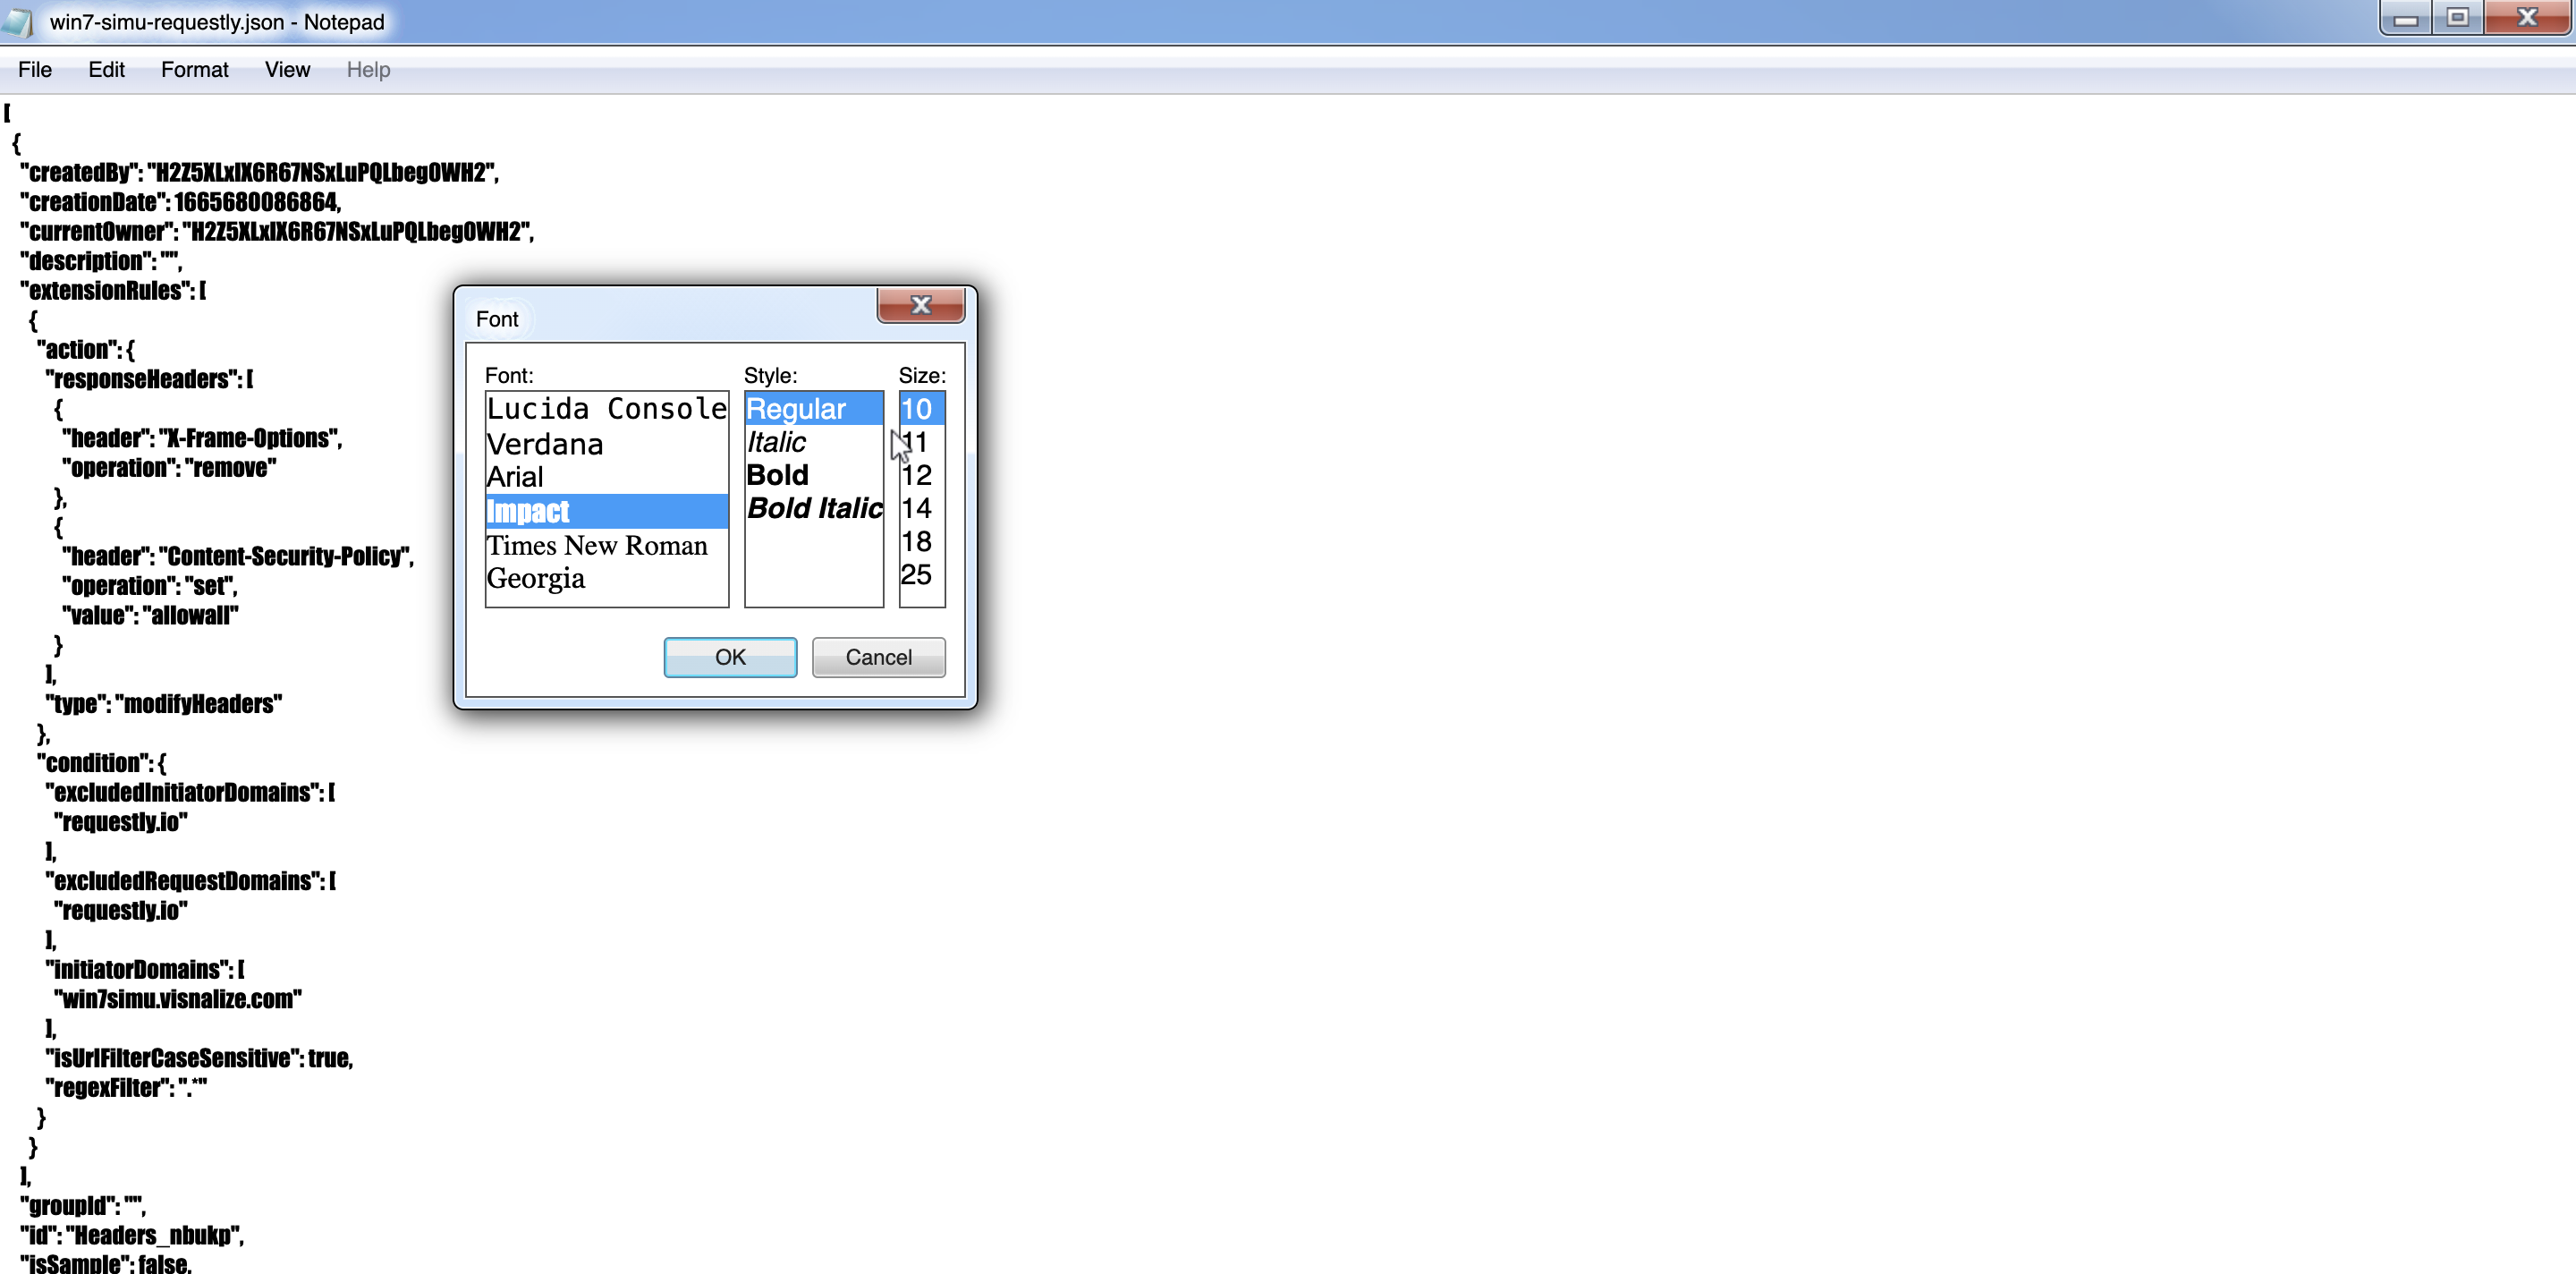 win7-simu-requestly.json - Notepad
File Edit Format View Help
[
{
"createdBy": "H2Z5XLxIX6R67NSxLuPQLbeg0WH2",
"creationDate": 1665680086864,
"currentOwner": "H2Z5XLxIX6R67NSxLuPQLbeg0WH2",
"description": "",
"extensionRules": [
{
"action": {
"responseHeaders": [
{
"header": "X-Frame-Options",
"operation": "remove"
},
{
"header": "Content-Security-Policy",
"operation": "set",
"value": "allowall"
}
],
"type": "modifyHeaders"
},
"condition": {
"excludedInitiatorDomains": [
"requestly.io"
],
"excludedRequestDomains": [
"requestly.io"
],
"initiatorDomains": [
"win7simu.visnalize.com"
],
"isUrlFilterCaseSensitive": true,
"regexFilter": ".*"
}
}
],
"groupId": "",
"id": "Headers_nbukp",
"isSample": false,
Font
Font: Style: Size:
Lucida Console Regular 10
Verdana Italic 11
Arial Bold 12
Impact Bold Italic 14
Times New Roman 18
Georgia 25
OK Cancel